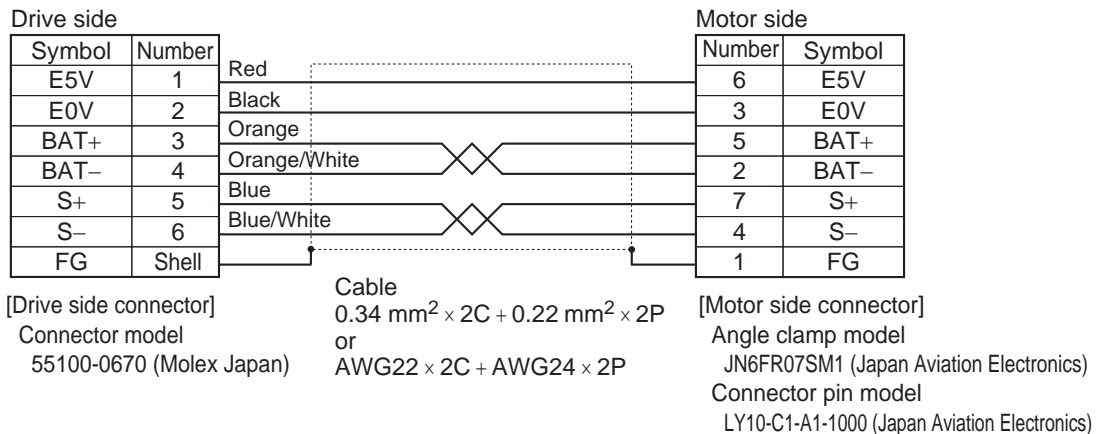 Drive side
Motor side
Symbol Number
Number Symbol
E5V 1 Red 6 E5V
E0V 2 Black 3 E0V
BAT+ 3 Orange 5 BAT+
BAT− 4 Orange/White 2 BAT−
S+ 5 Blue 7 S+
S− 6 Blue/White 4 S−
FG Shell 1 FG
[Drive side connector]
Connector model
55100-0670 (Molex Japan)
Cable
0.34 mm² × 2C + 0.22 mm² × 2P
or
AWG22 × 2C + AWG24 × 2P
[Motor side connector]
Angle clamp model
JN6FR07SM1 (Japan Aviation Electronics)
Connector pin model
LY10-C1-A1-1000 (Japan Aviation Electronics)